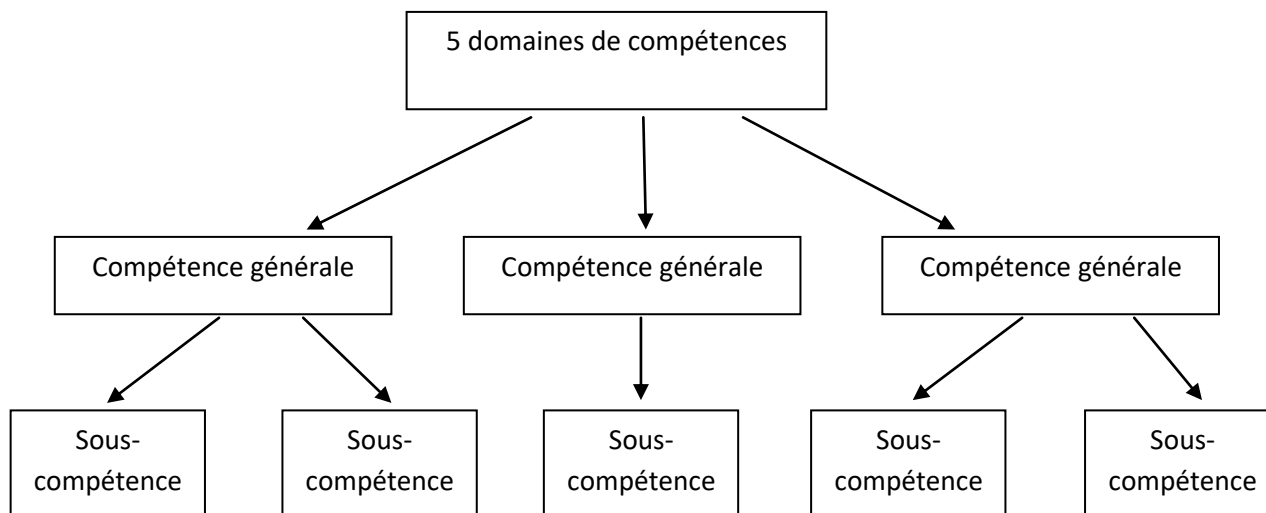 5 domaines de compétences
Compétence générale
Compétence générale
Compétence générale
Sous-
compétence
Sous-
compétence
Sous-
compétence
Sous-
compétence
Sous-
compétence